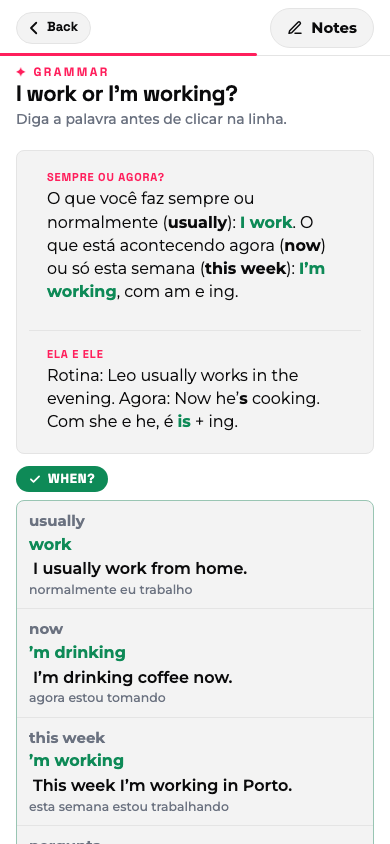 Back
Notes
GRAMMAR
I work or I'm working?
Diga a palavra antes de clicar na linha.
SEMPRE OU AGORA?
O que você faz sempre ou
normalmente (usually): I work. O
que está acontecendo agora (now)
ou só esta semana (this week): I'm
working, com am e ing.
ELA E ELE
Rotina: Leo usually works in the
evening. Agora: Now he's cooking.
Com she e he, é is + ing.
WHEN?
usually
work
I usually work from home.
normalmente eu trabalho
now
'm drinking
I'm drinking coffee now.
agora estou tomando
this week
'm working
This week I'm working in Porto.
esta semana estou trabalhando